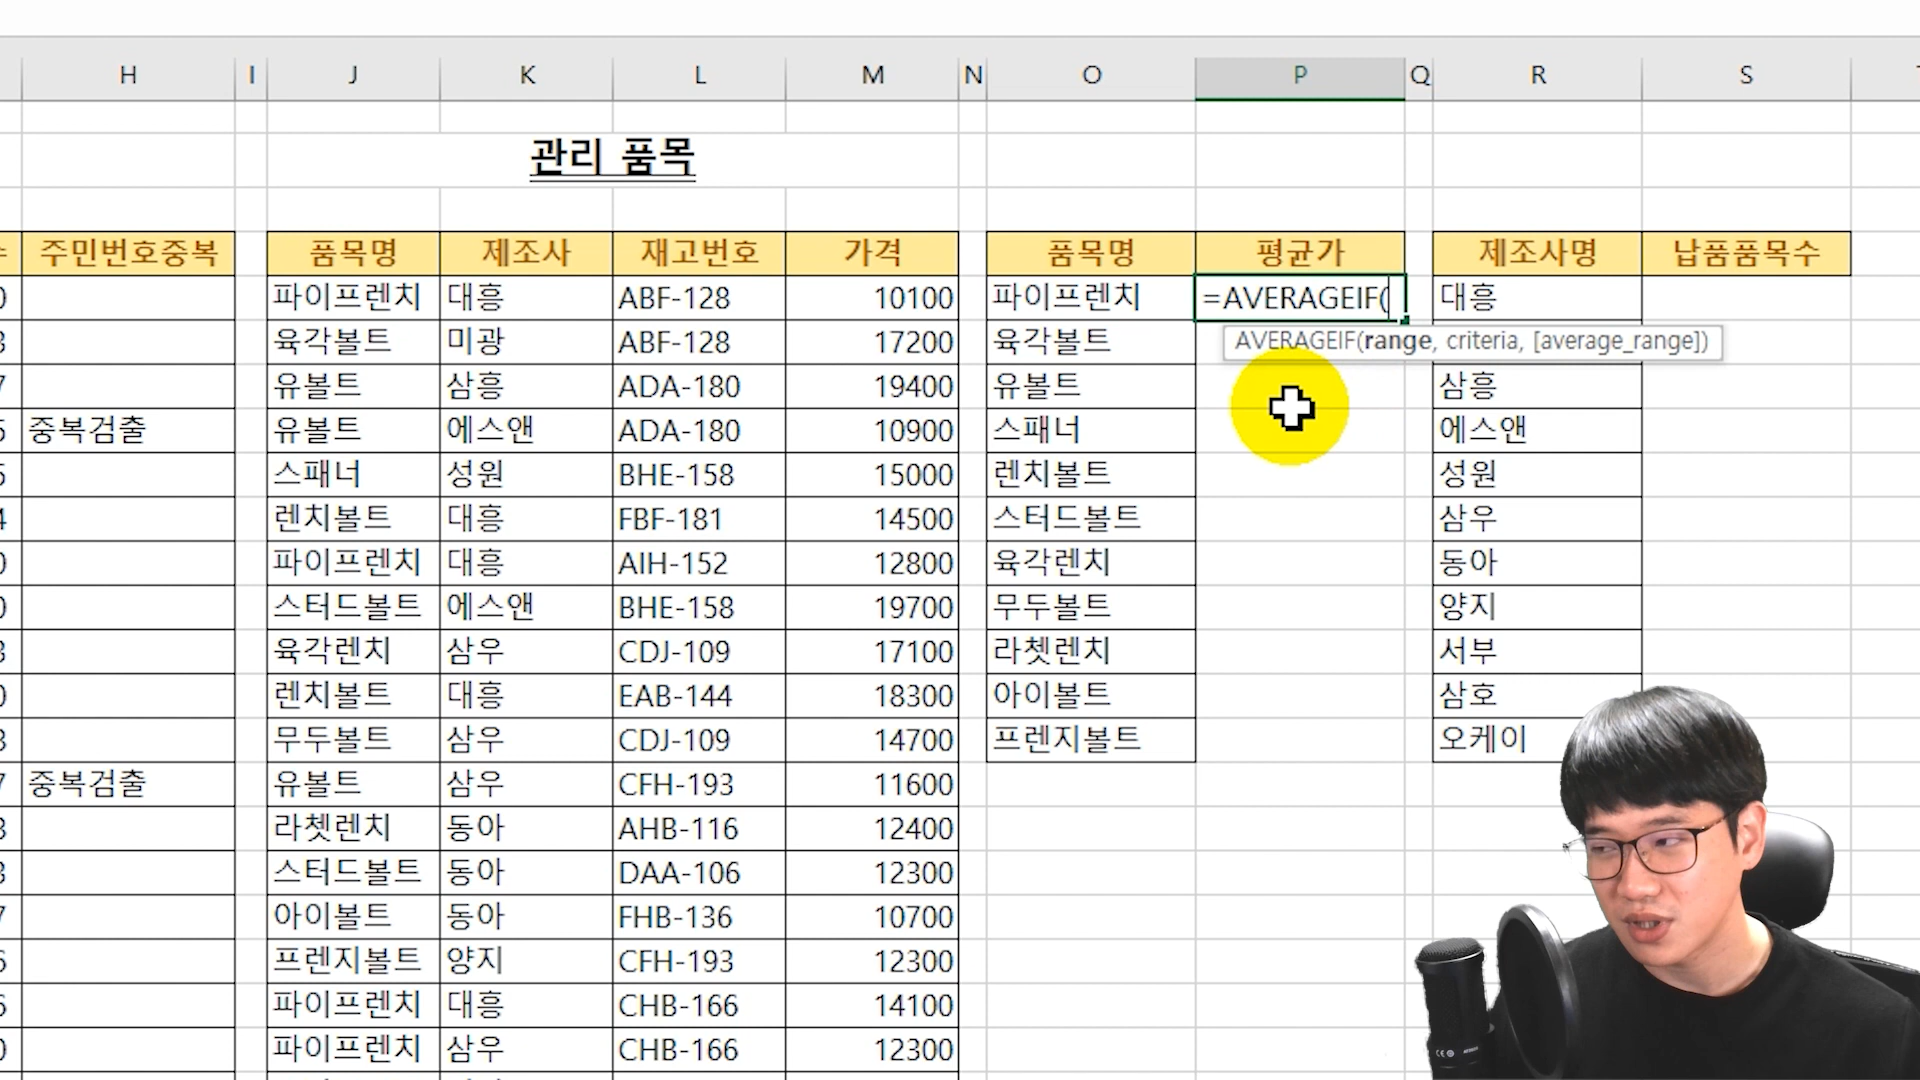 H I J K L M N O P Q R S
관리 품목
주민번호중복 품목명 제조사 재고번호 가격 품목명 평균가 제조사명 납품품목수
파이프렌치 대흥 ABF-128 10100 파이프렌치 =AVERAGEIF( 대흥
육각볼트 미광 ABF-128 17200 육각볼트 AVERAGEIF(range, criteria, [average_range])
유볼트 삼흥 ADA-180 19400 유볼트 삼흥
중복검출 유볼트 에스앤 ADA-180 10900 스패너 에스앤
스패너 성원 BHE-158 15000 렌치볼트 성원
렌치볼트 대흥 FBF-181 14500 스터드볼트 삼우
파이프렌치 대흥 AIH-152 12800 육각렌치 동아
스터드볼트 에스앤 BHE-158 19700 무두볼트 양지
육각렌치 삼우 CDJ-109 17100 라쳇렌치 서부
렌치볼트 대흥 EAB-144 18300 아이볼트 삼호
무두볼트 삼우 CDJ-109 14700 프렌지볼트 오케이
중복검출 유볼트 삼우 CFH-193 11600
라쳇렌치 동아 AHB-116 12400
스터드볼트 동아 DAA-106 12300
아이볼트 동아 FHB-136 10700
프렌지볼트 양지 CFH-193 12300
파이프렌치 대흥 CHB-166 14100
파이프렌치 삼우 CHB-166 12300